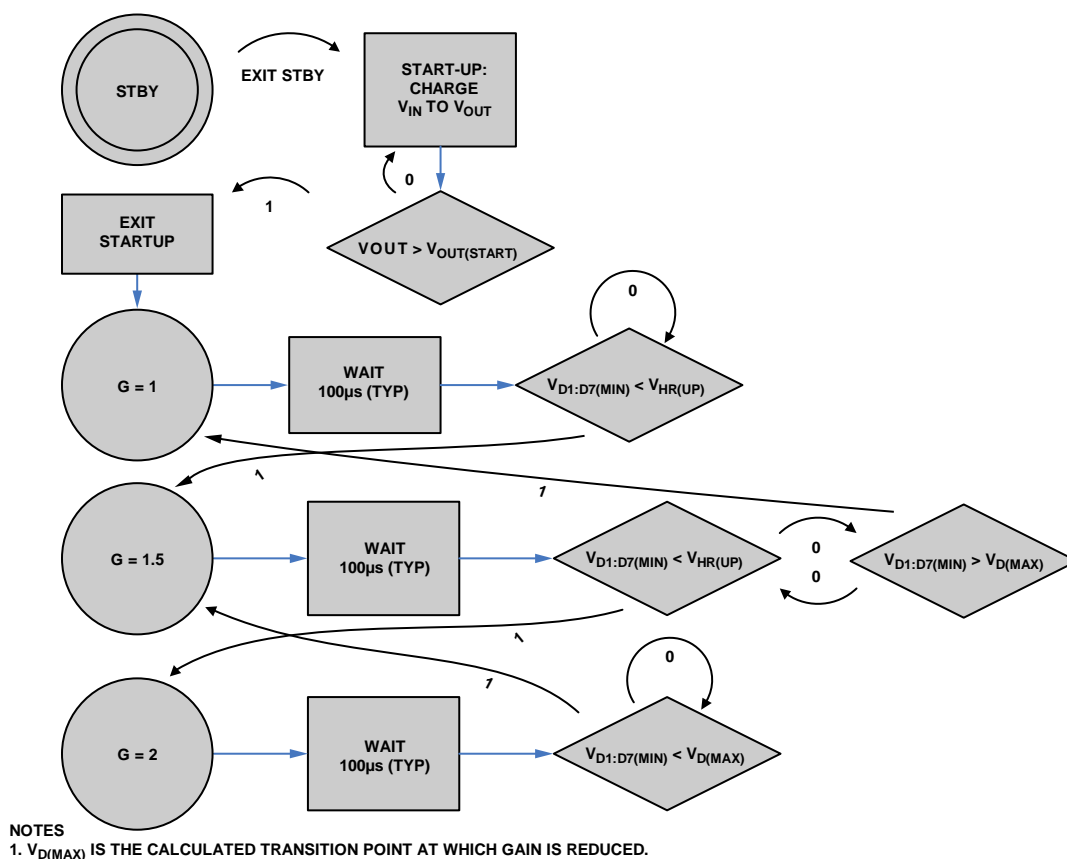 STBY
EXIT STBY
START-UP:
CHARGE
VIN TO VOUT
0
1
EXIT
STARTUP
VOUT > VOUT(START)
0
G = 1
WAIT
100µs (TYP)
VD1:D7(MIN) < VHR(UP)
1
1
G = 1.5
WAIT
100µs (TYP)
VD1:D7(MIN) < VHR(UP)
0
0
VD1:D7(MIN) > VD(MAX)
1
1
0
G = 2
WAIT
100µs (TYP)
VD1:D7(MIN) < VD(MAX)
NOTES
1. VD(MAX) IS THE CALCULATED TRANSITION POINT AT WHICH GAIN IS REDUCED.